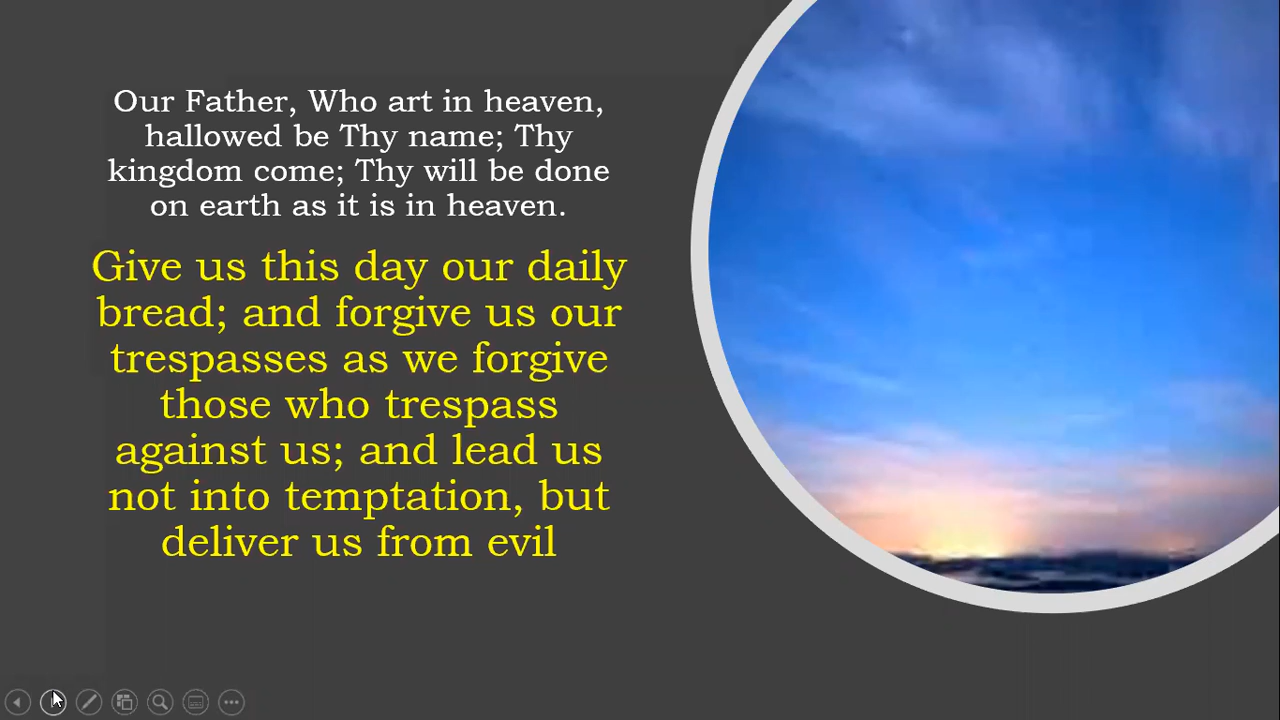 Our Father, Who art in heaven,
hallowed be Thy name; Thy
kingdom come; Thy will be done
on earth as it is in heaven.
Give us this day our daily
bread; and forgive us our
trespasses as we forgive
those who trespass
against us; and lead us
not into temptation, but
deliver us from evil